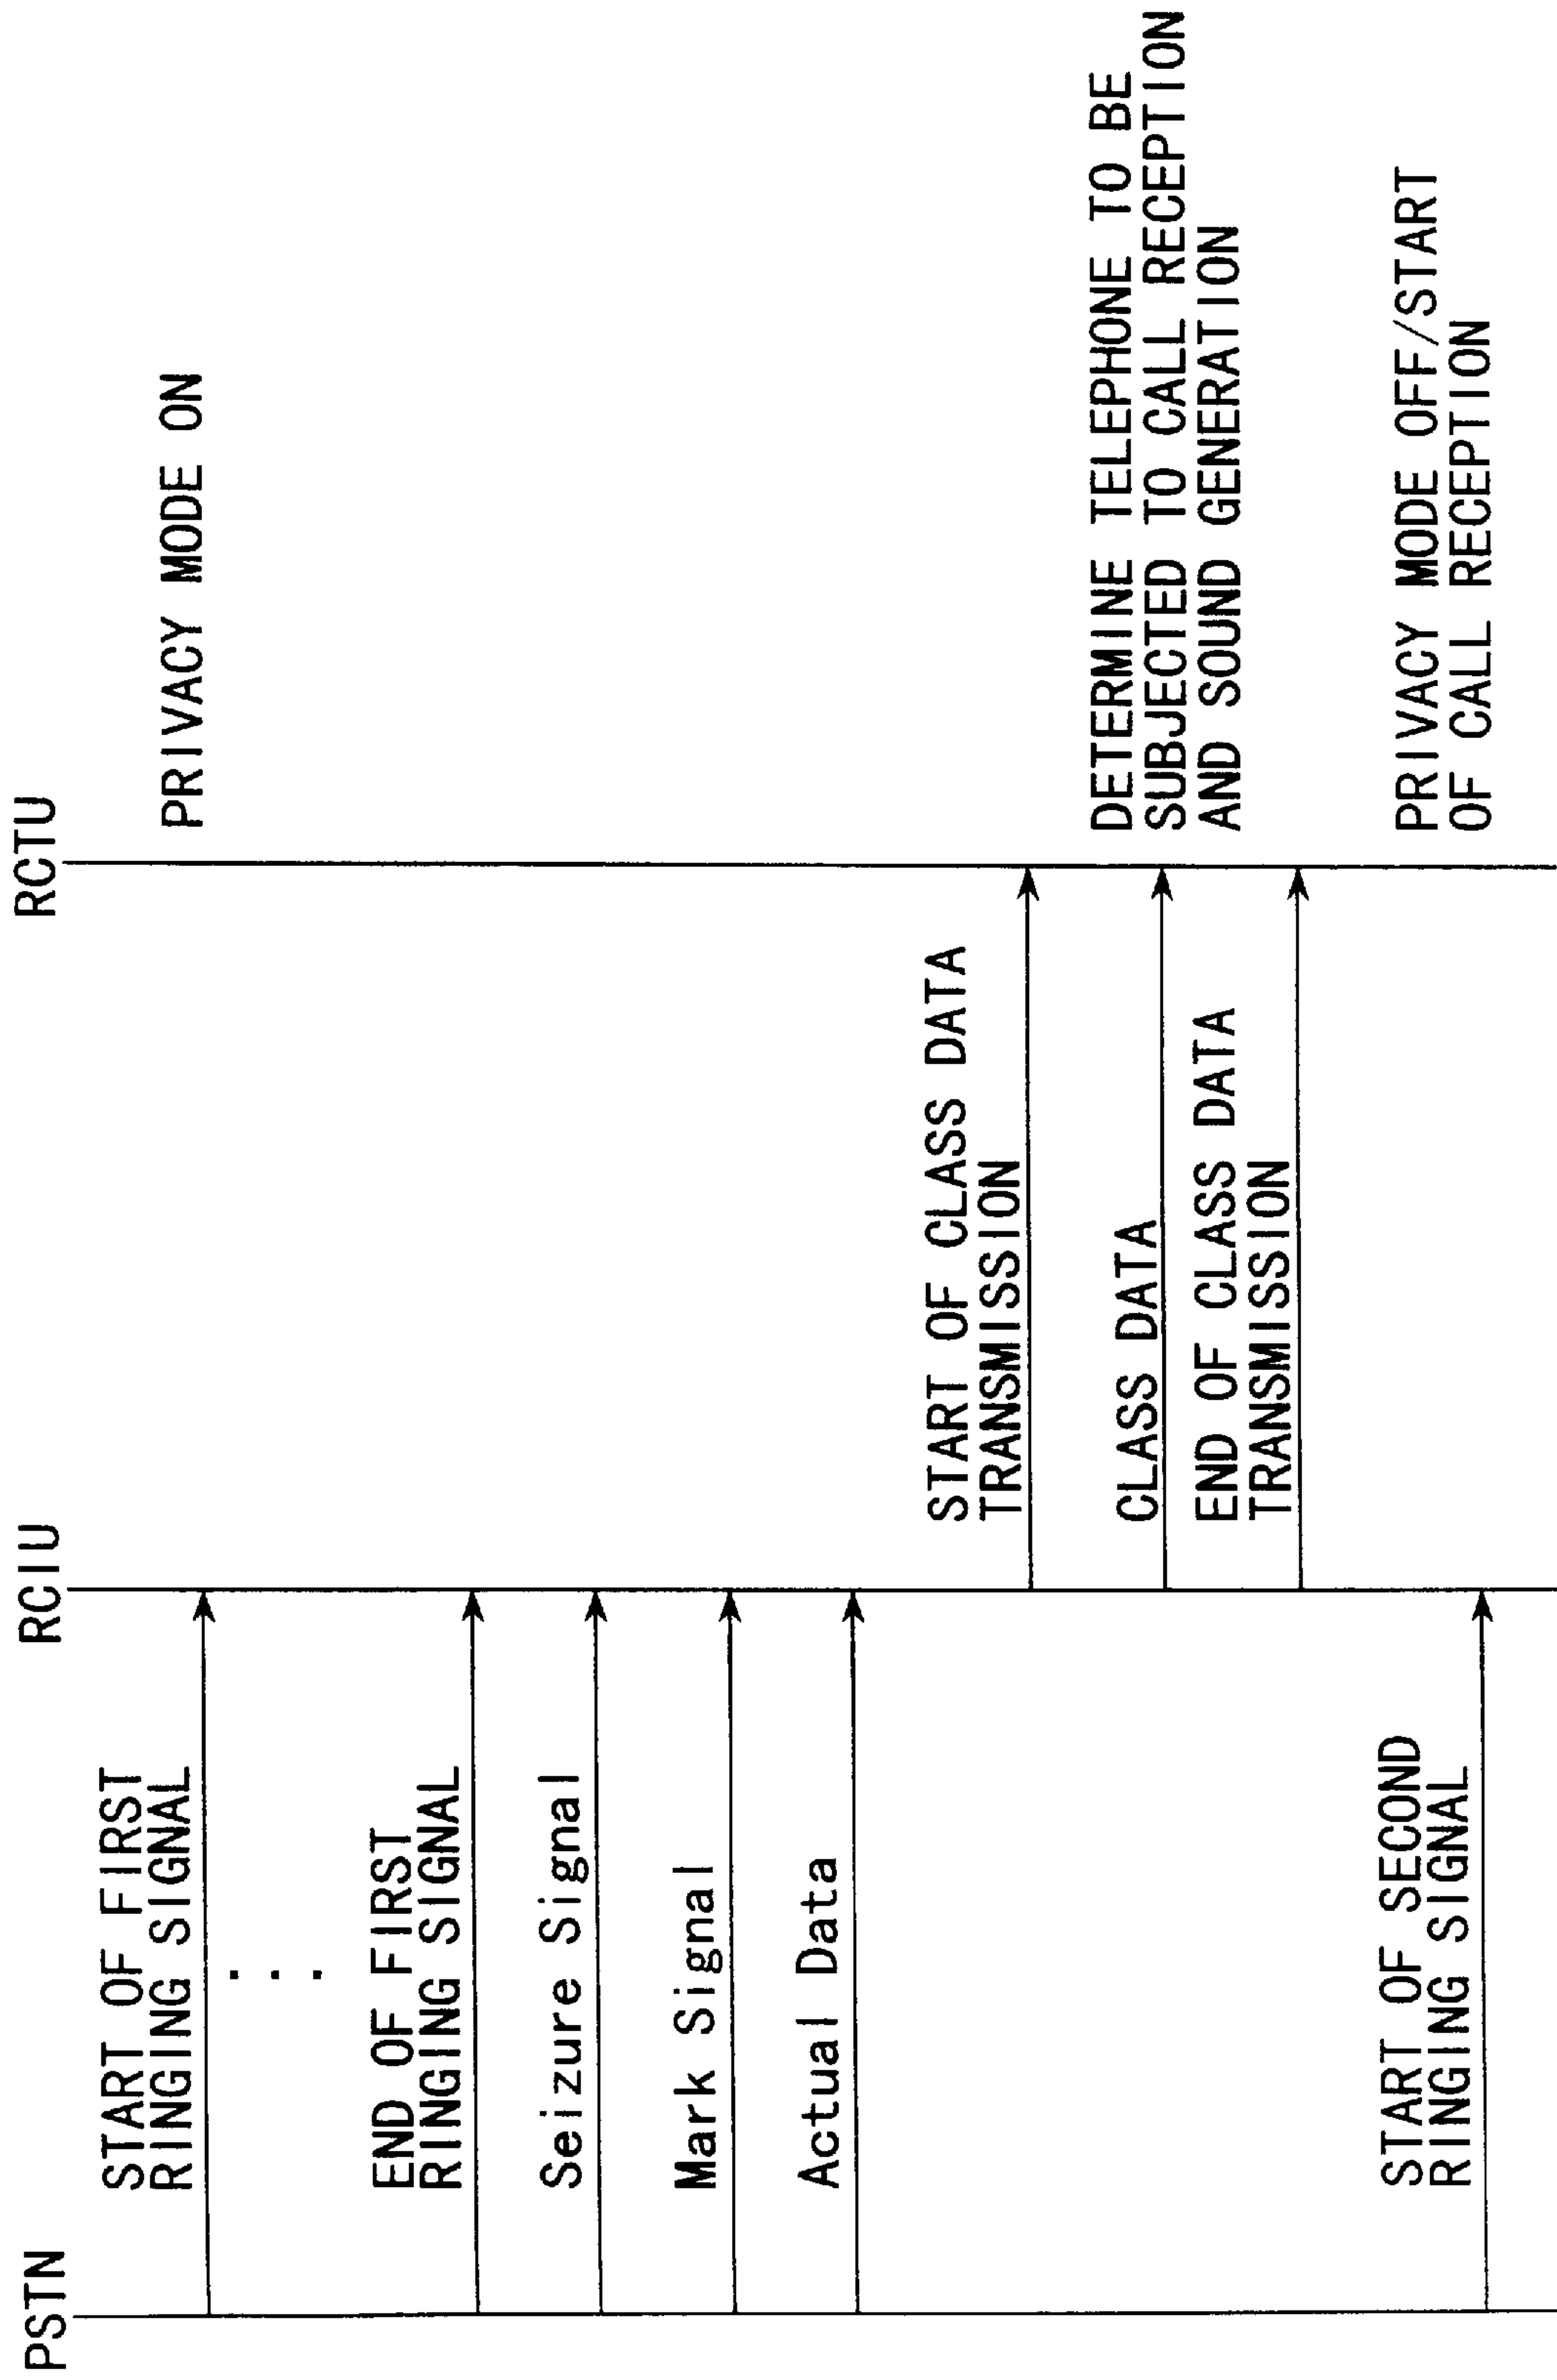 PSTN
RCIU
RCTU
START OF FIRST
RINGING SIGNAL
PRIVACY MODE ON
...
END OF FIRST
RINGING SIGNAL
Seizure Signal
Mark Signal
Actual Data
START OF CLASS DATA
TRANSMISSION
CLASS DATA
DETERMINE TELEPHONE TO BE
SUBJECTED TO CALL RECEPTION
AND SOUND GENERATION
END OF CLASS DATA
TRANSMISSION
START OF SECOND
RINGING SIGNAL
PRIVACY MODE OFF/START
OF CALL RECEPTION